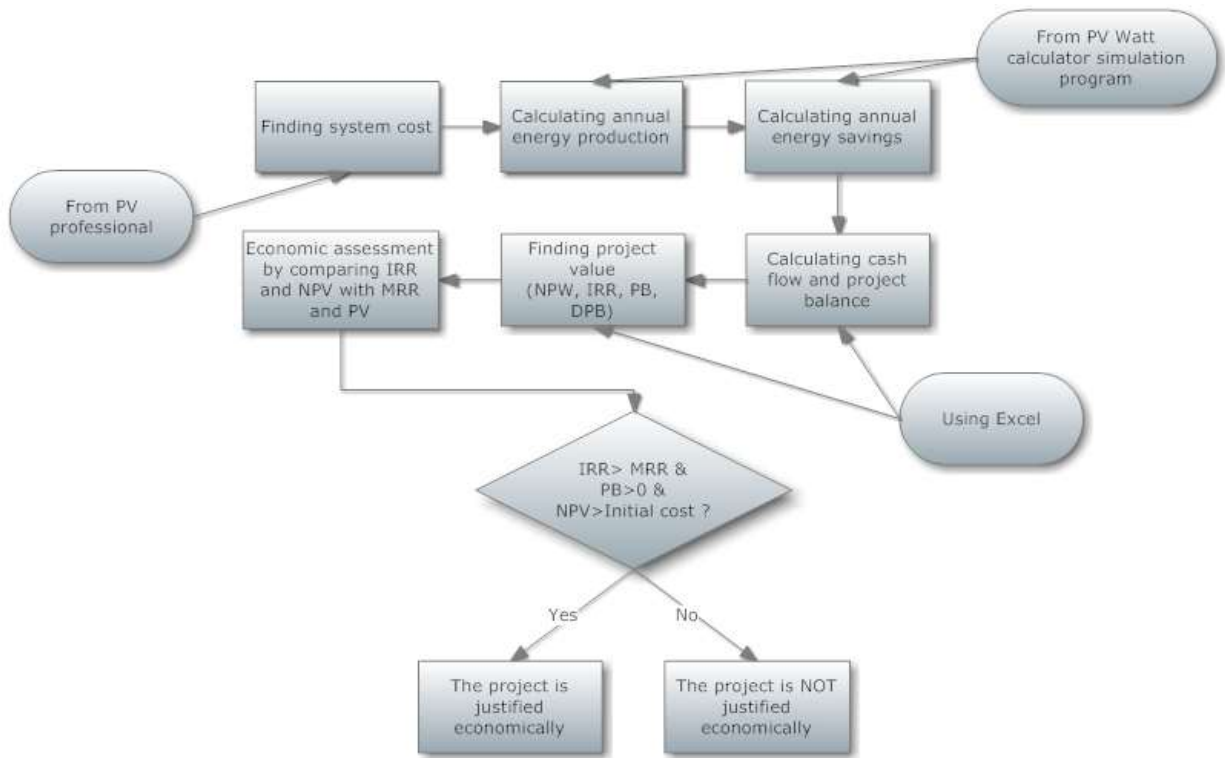 From PV Watt
calculator simulation
program
Finding system cost
Calculating annual
energy production
Calculating annual
energy savings
From PV
professional
Economic assessment
by comparing IRR
and NPV with MRR
and PV
Finding project
value
(NPW, IRR, PB,
DPB)
Calculating cash
flow and project
balance
Using Excel
IRR> MRR &
PB>0 &
NPV>Initial cost ?
Yes
No
The project is
justified
economically
The project is NOT
justified
economically